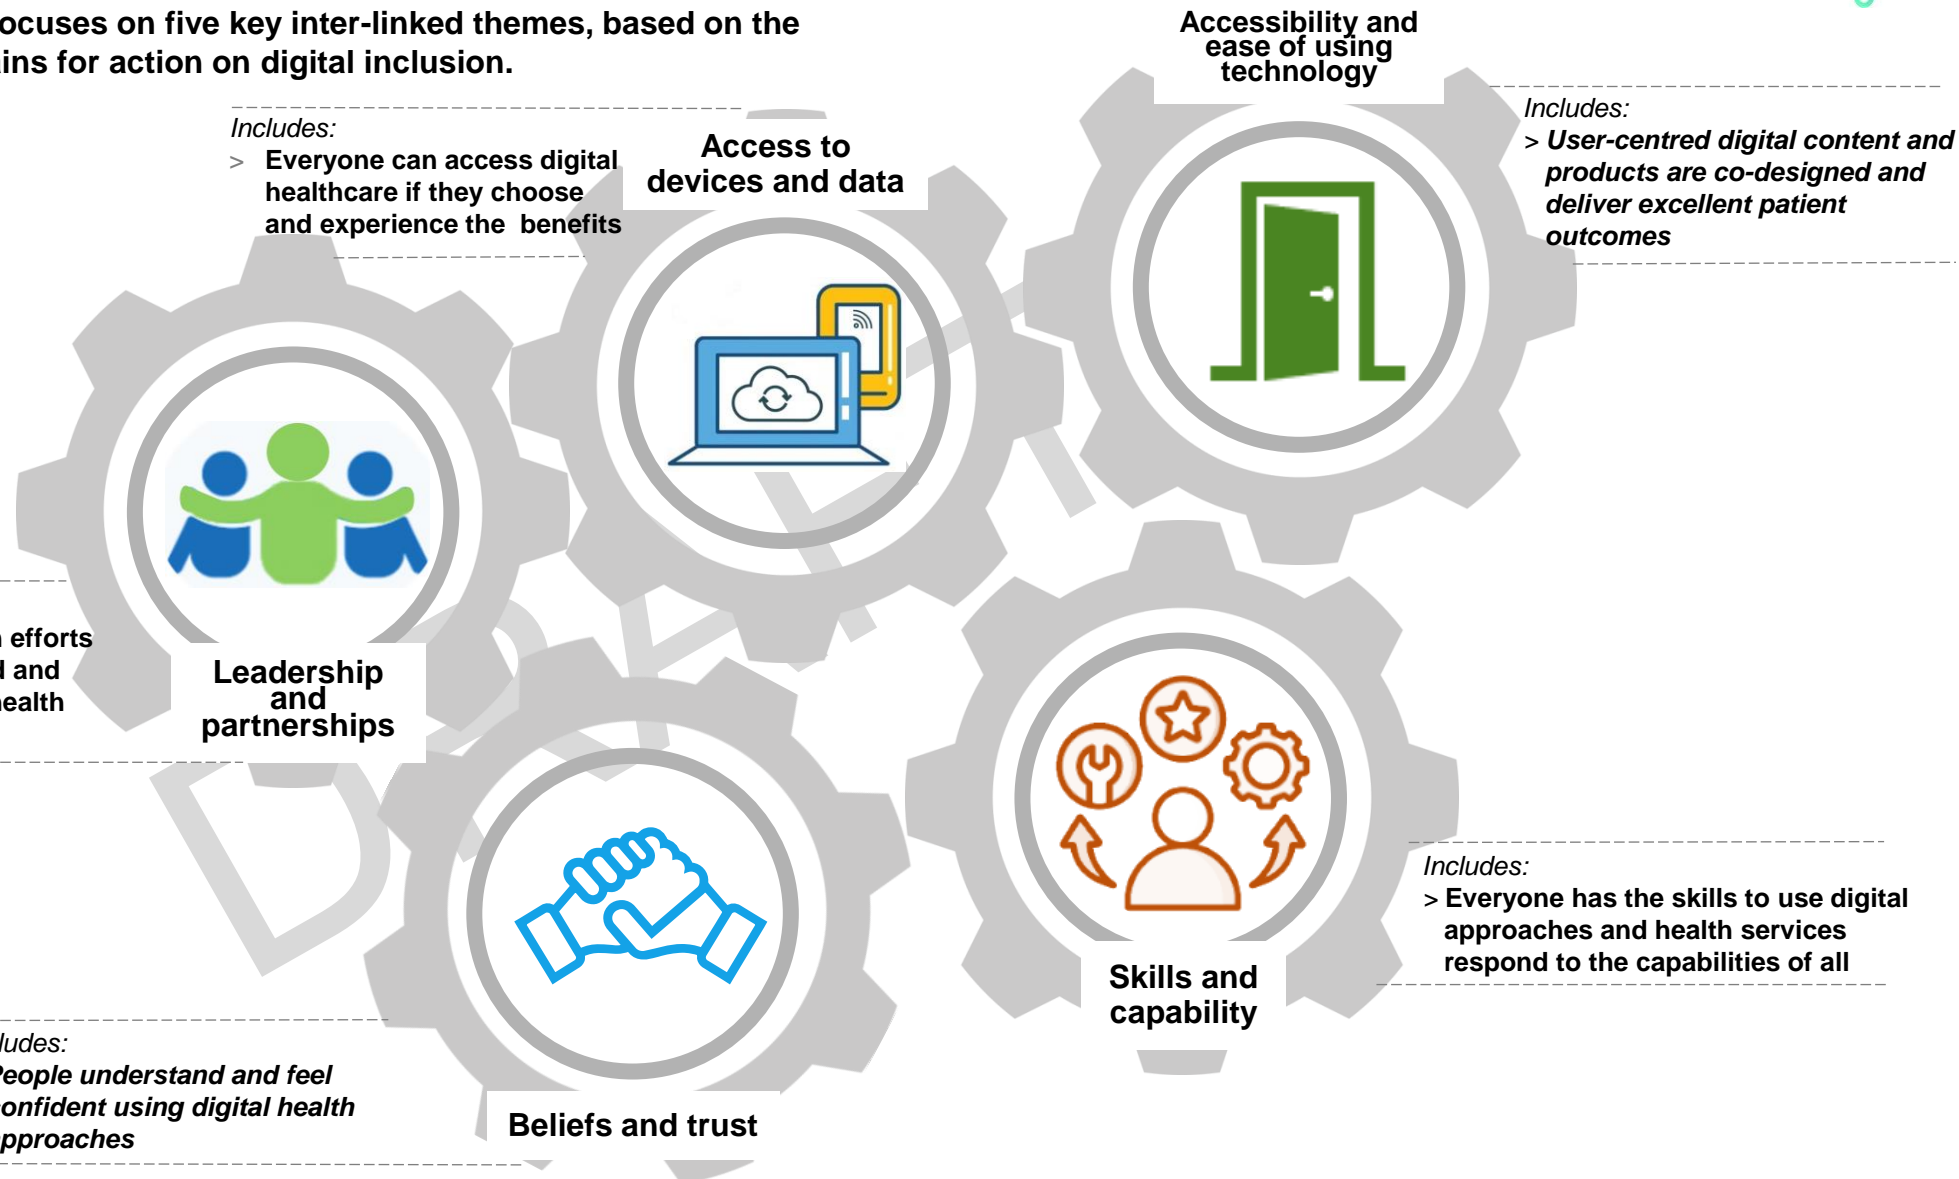 ocuses on five key inter-linked themes, based on the
ins for action on digital inclusion.
Accessibility and
ease of using
technology
Includes:
> User-centred digital content and
products are co-designed and
deliver excellent patient
outcomes
Includes:
> Everyone can access digital
healthcare if they choose
and experience the benefits
Access to
devices and data
efforts
and
ealth
Leadership
and
partnerships
Includes:
> Everyone has the skills to use digital
approaches and health services
respond to the capabilities of all
Skills and
capability
ludes:
People understand and feel
onfident using digital health
pproaches
Beliefs and trust
DRAFT